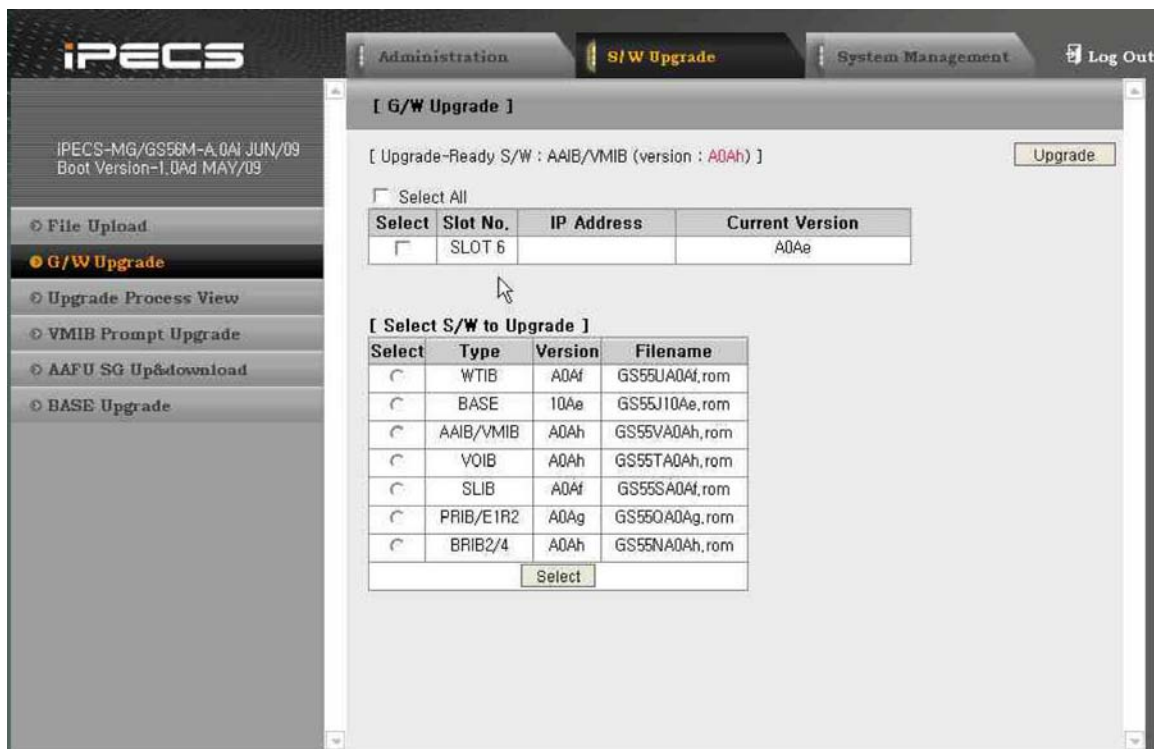 iPECS
Administration
S/W Upgrade
System Management
Log Out
iPECS-MG/GS56M-A.0Ai JUN/09
Boot Version-1.0Ad MAY/09
File Upload
G/W Upgrade
Upgrade Process View
VMIB Prompt Upgrade
AAFU SG Up&download
BASE Upgrade
[ G/W Upgrade ]
[ Upgrade-Ready S/W : AAIB/VMIB (version : A0Ah) ]
Upgrade
Select All
Select Slot No. IP Address Current Version
SLOT 6 A0Ae
[ Select S/W to Upgrade ]
Select Type Version Filename
WTIB A0Af GS55UA0Af.rom
BASE 10Ae GS55J10Ae.rom
AAIB/VMIB A0Ah GS55VA0Ah.rom
VOIB A0Ah GS55TA0Ah.rom
SLIB A0Af GS55SA0Af.rom
PRIB/E1R2 A0Ag GS55QA0Ag.rom
BRIB2/4 A0Ah GS55NA0Ah.rom
Select